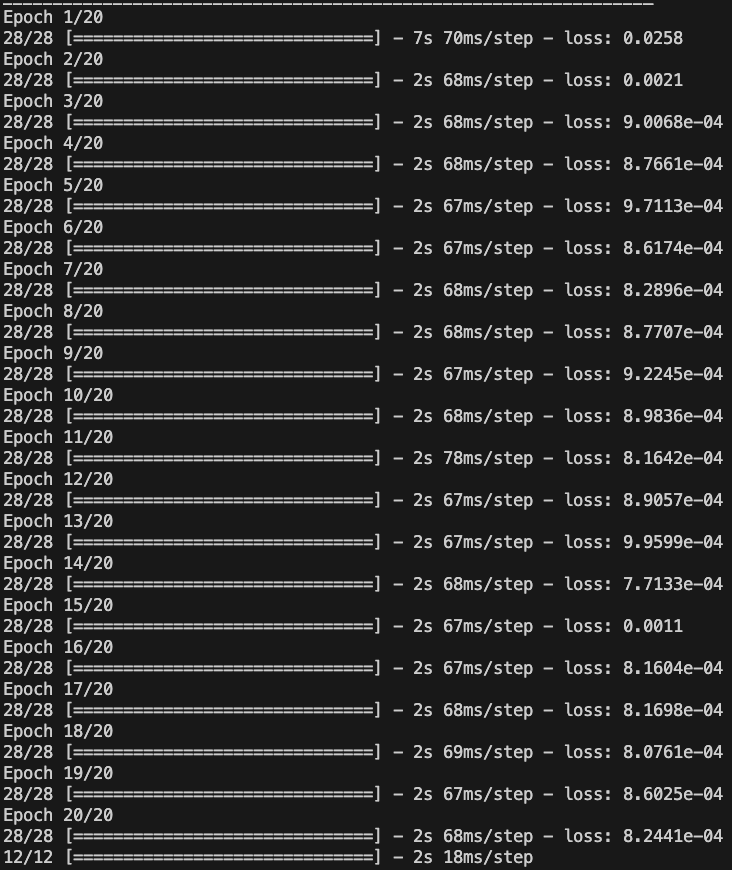 Epoch 1/20
28/28 [==============================] - 7s 70ms/step - loss: 0.0258
Epoch 2/20
28/28 [==============================] - 2s 68ms/step - loss: 0.0021
Epoch 3/20
28/28 [==============================] - 2s 68ms/step - loss: 9.0068e-04
Epoch 4/20
28/28 [==============================] - 2s 68ms/step - loss: 8.7661e-04
Epoch 5/20
28/28 [==============================] - 2s 67ms/step - loss: 9.7113e-04
Epoch 6/20
28/28 [==============================] - 2s 67ms/step - loss: 8.6174e-04
Epoch 7/20
28/28 [==============================] - 2s 68ms/step - loss: 8.2896e-04
Epoch 8/20
28/28 [==============================] - 2s 68ms/step - loss: 8.7707e-04
Epoch 9/20
28/28 [==============================] - 2s 67ms/step - loss: 9.2245e-04
Epoch 10/20
28/28 [==============================] - 2s 68ms/step - loss: 8.9836e-04
Epoch 11/20
28/28 [==============================] - 2s 78ms/step - loss: 8.1642e-04
Epoch 12/20
28/28 [==============================] - 2s 67ms/step - loss: 8.9057e-04
Epoch 13/20
28/28 [==============================] - 2s 67ms/step - loss: 9.9599e-04
Epoch 14/20
28/28 [==============================] - 2s 68ms/step - loss: 7.7133e-04
Epoch 15/20
28/28 [==============================] - 2s 67ms/step - loss: 0.0011
Epoch 16/20
28/28 [==============================] - 2s 67ms/step - loss: 8.1604e-04
Epoch 17/20
28/28 [==============================] - 2s 68ms/step - loss: 8.1698e-04
Epoch 18/20
28/28 [==============================] - 2s 69ms/step - loss: 8.0761e-04
Epoch 19/20
28/28 [==============================] - 2s 67ms/step - loss: 8.6025e-04
Epoch 20/20
28/28 [==============================] - 2s 68ms/step - loss: 8.2441e-04
12/12 [==============================] - 2s 18ms/step